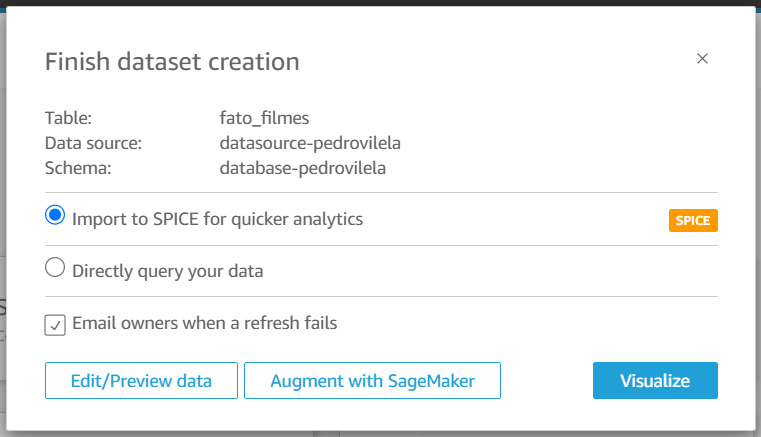 Finish dataset creation
Table: fato_filmes
Data source: datasource-pedrovilela
Schema: database-pedrovilela
Import to SPICE for quicker analytics SPICE
Directly query your data
Email owners when a refresh fails
Edit/Preview data Augment with SageMaker Visualize